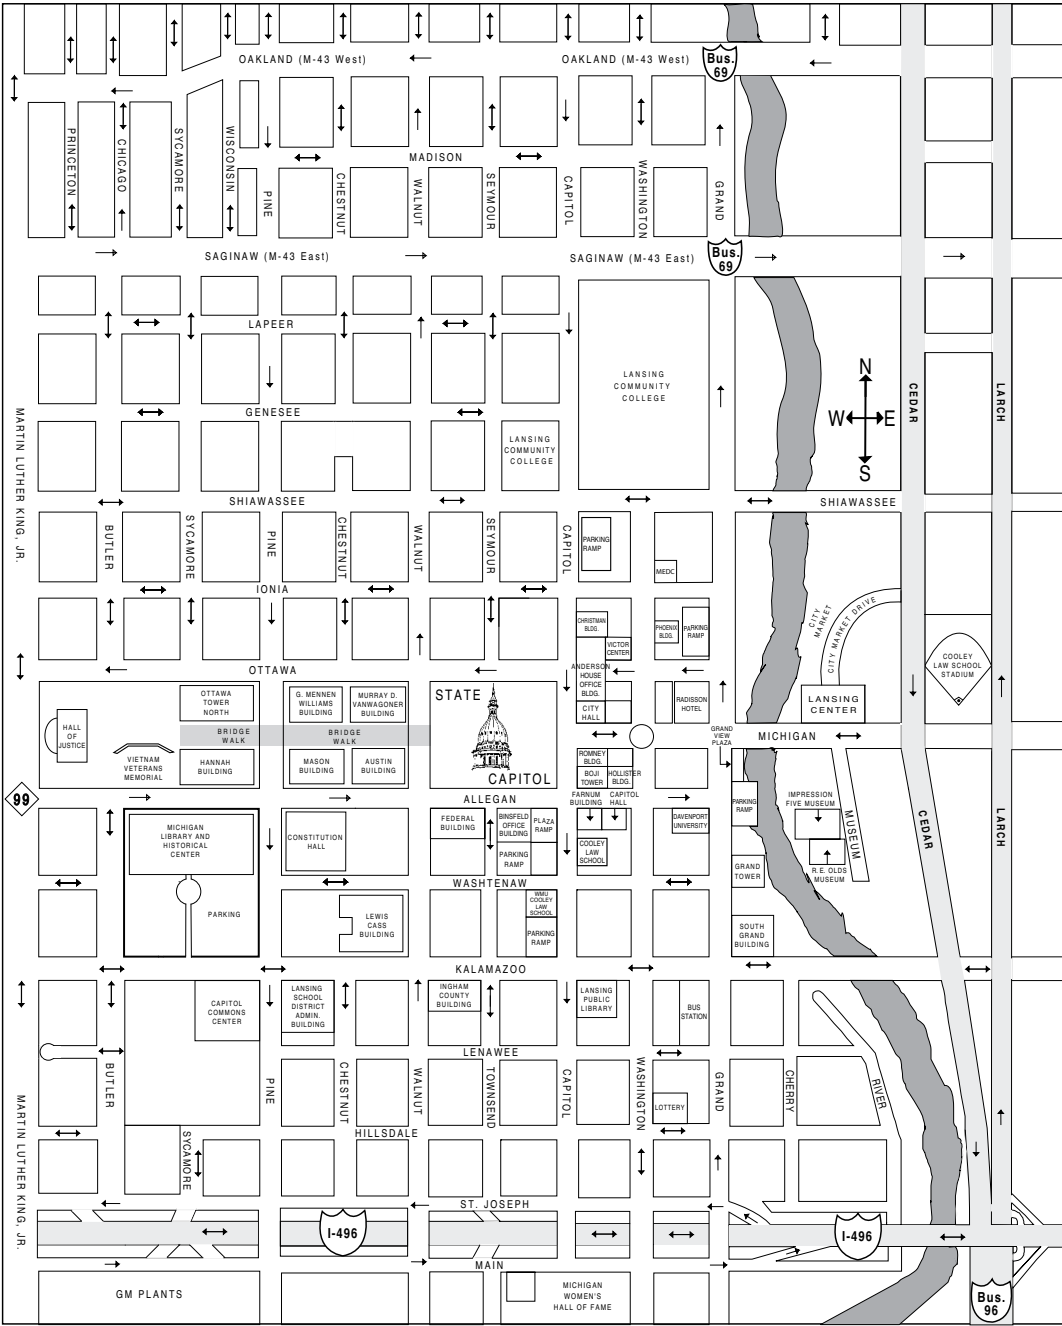 OAKLAND (M-43 West)
OAKLAND (M-43 West)
Bus.
69
PRINCETON
CHICAGO
SYCAMORE
WISCONSIN
PINE
CHESTNUT
WALNUT
SEYMOUR
CAPITOL
WASHINGTON
GRAND
MADISON
SAGINAW (M-43 East)
SAGINAW (M-43 East)
Bus.
69
LAPEER
LANSING
COMMUNITY
COLLEGE
N
W E
S
CEDAR
LARCH
MARTIN LUTHER KING, JR.
GENESEE
LANSING
COMMUNITY
COLLEGE
SHIAWASSEE
SHIAWASSEE
BUTLER
SYCAMORE
PINE
CHESTNUT
WALNUT
SEYMOUR
CAPITOL
PARKING
RAMP
MEDC
IONIA
CHRISTMAN
BLDG.
VICTOR
CENTER
PHOENIX
BLDG.
PARKING
RAMP
CITY
MARKET
CITY MARKET DRIVE
COOLEY
LAW SCHOOL
STADIUM
OTTAWA
ANDERSON
HOUSE
OFFICE
BLDG.
CITY
HALL
RADISSON
HOTEL
LANSING
CENTER
HALL
OF
JUSTICE
OTTAWA
TOWER
NORTH
G. MENNEN
WILLIAMS
BUILDING
MURRAY D.
VANWAGONER
BUILDING
STATE
CAPITOL
BRIDGE
WALK
BRIDGE
WALK
GRAND
VIEW
PLAZA
MICHIGAN
VIETNAM
VETERANS
MEMORIAL
HANNAH
BUILDING
MASON
BUILDING
AUSTIN
BUILDING
ROMNEY
BLDG.
BOJI
TOWER
HOLLISTER
BLDG.
99
ALLEGAN
FARNUM
BUILDING
CAPITOL
HALL
PARKING
RAMP
IMPRESSION
FIVE MUSEUM
MUSEUM
CEDAR
LARCH
MICHIGAN
LIBRARY AND
HISTORICAL
CENTER
CONSTITUTION
HALL
FEDERAL
BUILDING
BINSFELD
OFFICE
BUILDING
PLAZA
RAMP
PARKING
RAMP
COOLEY
LAW
SCHOOL
DAVENPORT
UNIVERSITY
GRAND
TOWER
R.E. OLDS
MUSEUM
WASHTENAW
PARKING
LEWIS
CASS
BUILDING
WMU
COOLEY
LAW
SCHOOL
PARKING
RAMP
SOUTH
GRAND
BUILDING
KALAMAZOO
CAPITOL
COMMONS
CENTER
LANSING
SCHOOL
DISTRICT
ADMIN.
BUILDING
INGHAM
COUNTY
BUILDING
LANSING
PUBLIC
LIBRARY
BUS
STATION
LENAWEE
BUTLER
PINE
CHESTNUT
WALNUT
TOWNSEND
CAPITOL
WASHINGTON
GRAND
CHERRY
RIVER
LOTTERY
HILLSDALE
SYCAMORE
MARTIN LUTHER KING, JR.
ST. JOSEPH
I-496
I-496
MAIN
GM PLANTS
MICHIGAN
WOMEN'S
HALL OF FAME
Bus.
96